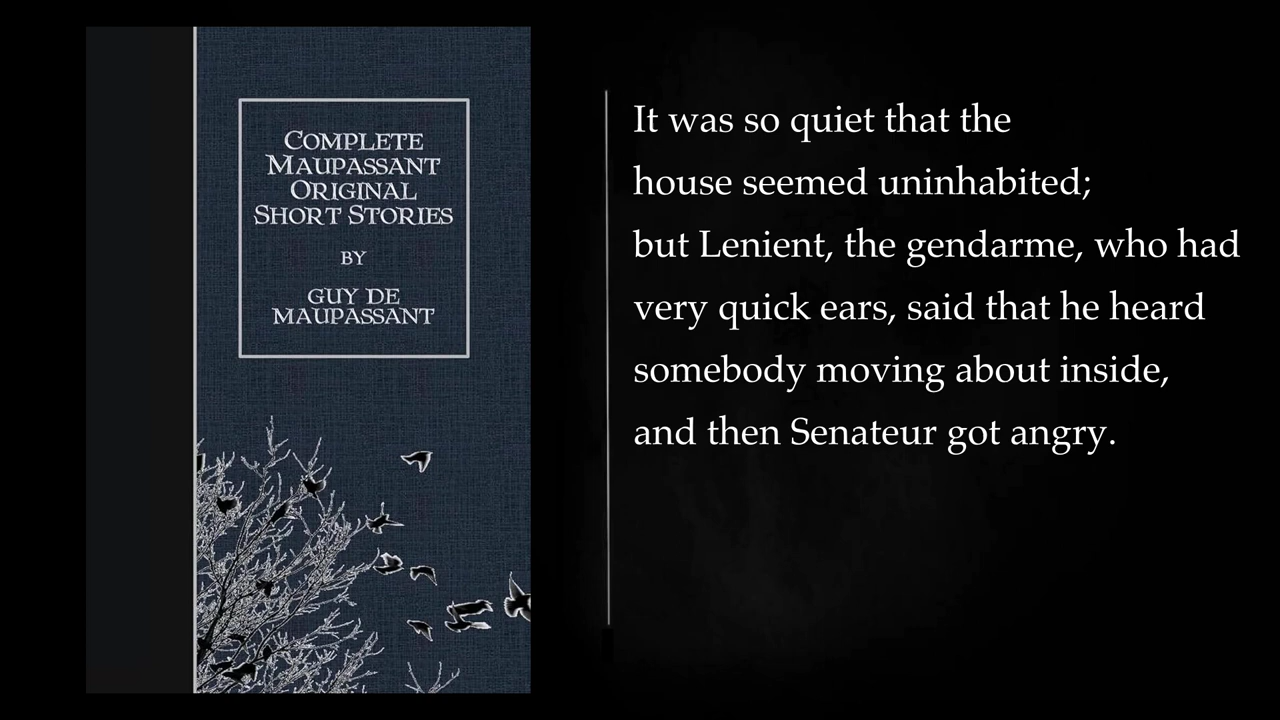 COMPLETE
MAUPASSANT
ORIGINAL
SHORT STORIES
BY
GUY DE
MAUPASSANT
It was so quiet that the
house seemed uninhabited;
but Lenient, the gendarme, who had
very quick ears, said that he heard
somebody moving about inside,
and then Senateur got angry.